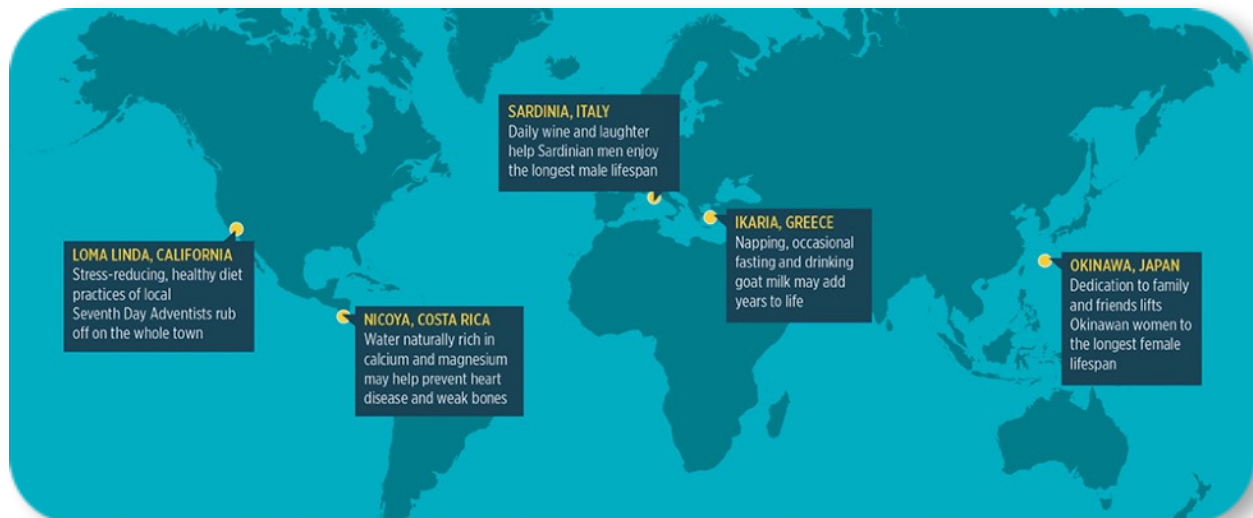 SARDINIA, ITALY
Daily wine and laughter
help Sardinian men enjoy
the longest male lifespan
IKARIA, GREECE
Napping, occasional
fasting and drinking
goat milk may add
years to life
LOMA LINDA, CALIFORNIA
Stress-reducing, healthy diet
practices of local
Seventh Day Adventists rub
off on the whole town
OKINAWA, JAPAN
Dedication to family
and friends lifts
Okinawan women to
the longest female
lifespan
NICOYA, COSTA RICA
Water naturally rich in
calcium and magnesium
may help prevent heart
disease and weak bones